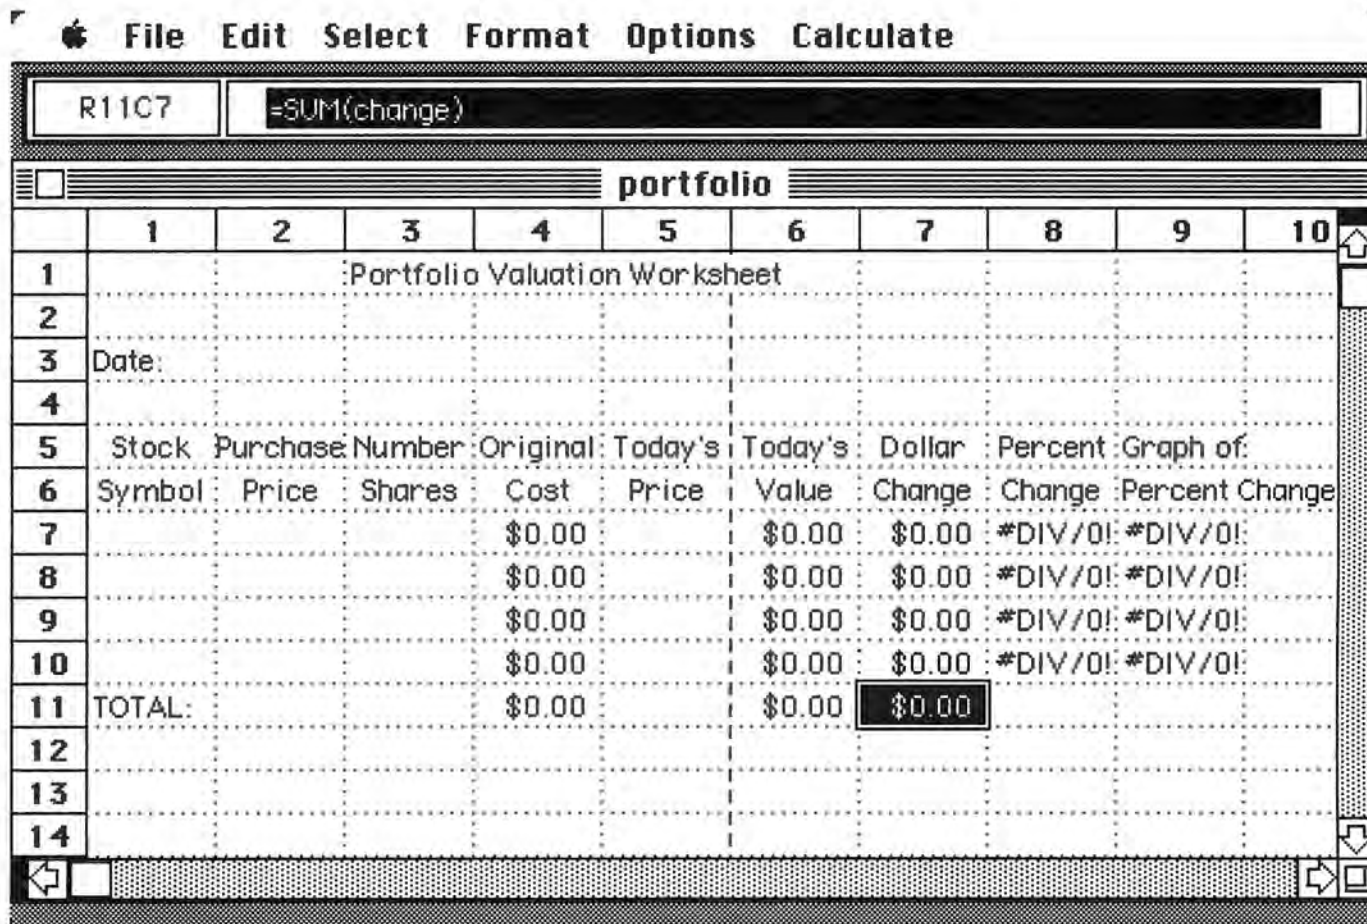 File Edit Select Format Options Calculate
R11C7 =SUM(change)
portfolio
1 2 3 4 5 6 7 8 9 10
1 Portfolio Valuation Worksheet
2
3 Date:
4
5 Stock Purchase Number Original Today's Today's Dollar Percent Graph of
6 Symbol Price Shares Cost Price Value Change Change Percent Change
7 $0.00 $0.00 $0.00 #DIV/0! #DIV/0!
8 $0.00 $0.00 $0.00 #DIV/0! #DIV/0!
9 $0.00 $0.00 $0.00 #DIV/0! #DIV/0!
10 $0.00 $0.00 $0.00 #DIV/0! #DIV/0!
11 TOTAL: $0.00 $0.00 $0.00
12
13
14